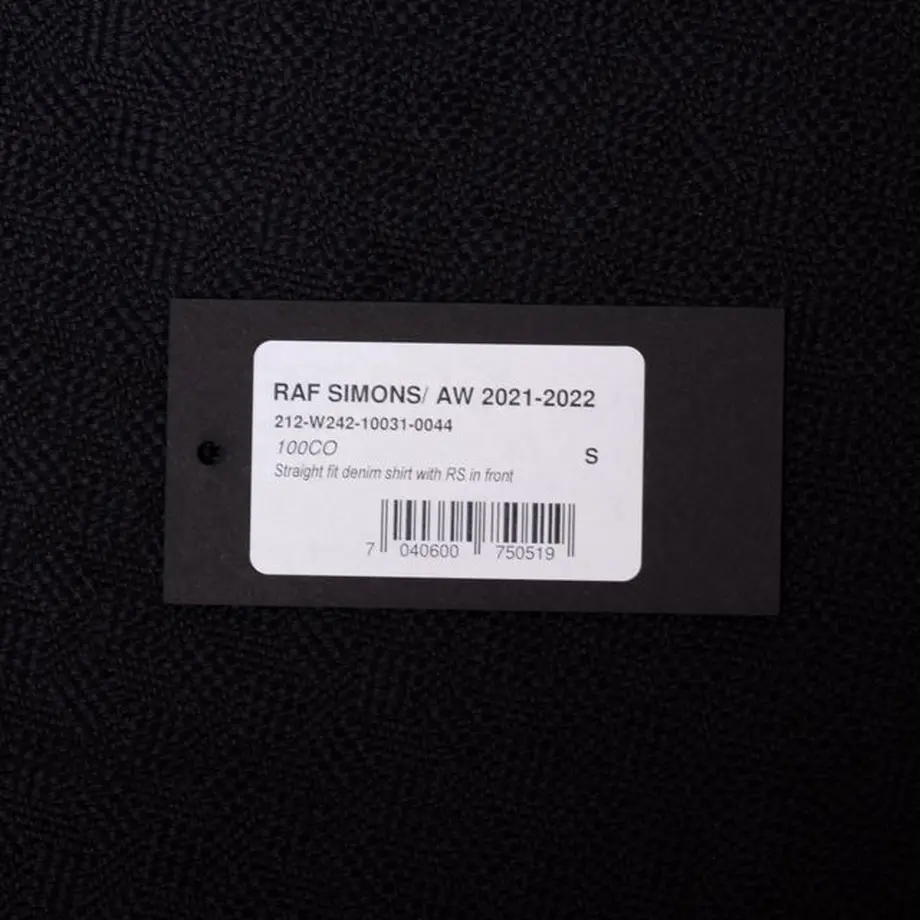 RAF SIMONS/ AW 2021-2022
212-W242-10031-0044
100CO
S
Straight fit denim shirt with RS in front
7 040600 750519